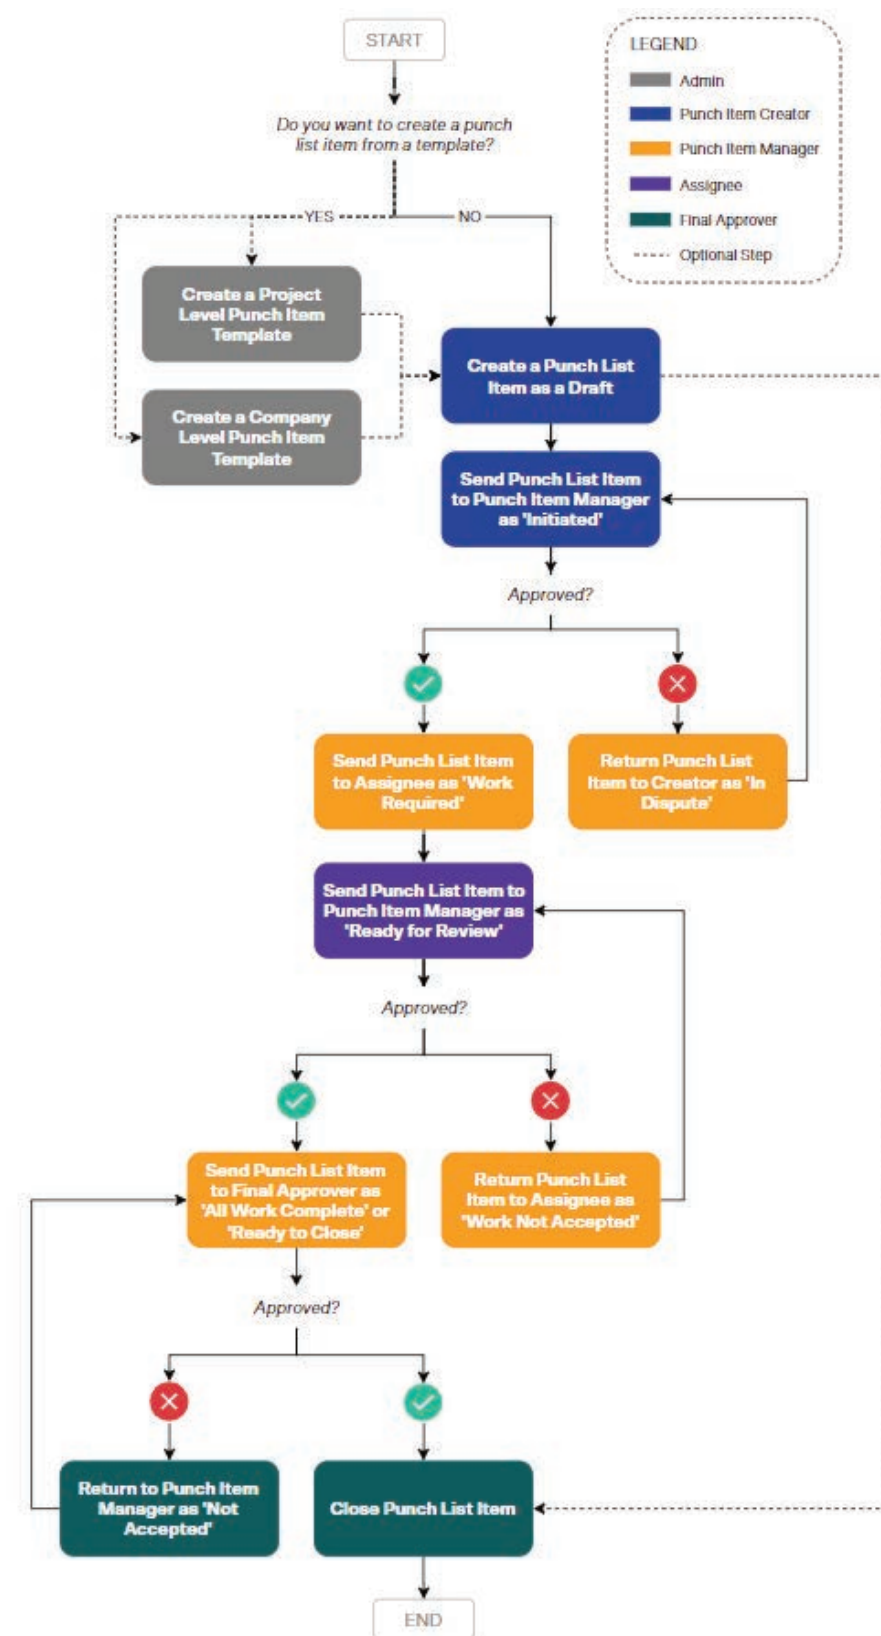 START
LEGEND
Admin
Punch Item Creator
Punch Item Manager
Assignee
Final Approver
Optional Step
Do you want to create a punch
list item from a template?
YES
NO
Create a Project
Level Punch Item
Template
Create a Company
Level Punch Item
Template
Create a Punch List
Item as a Draft
Send Punch List Item
to Punch Item Manager
as 'Initiated'
Approved?
Send Punch List Item
to Assignee as 'Work
Required'
Return Punch List
Item to Creator as 'In
Dispute'
Send Punch List Item to
Punch Item Manager as
'Ready for Review'
Approved?
Send Punch List Item
to Final Approver as
'All Work Complete' or
'Ready to Close'
Return Punch List
Item to Assignee as
'Work Not Accepted'
Approved?
Return to Punch Item
Manager as 'Not
Accepted'
Close Punch List Item
END